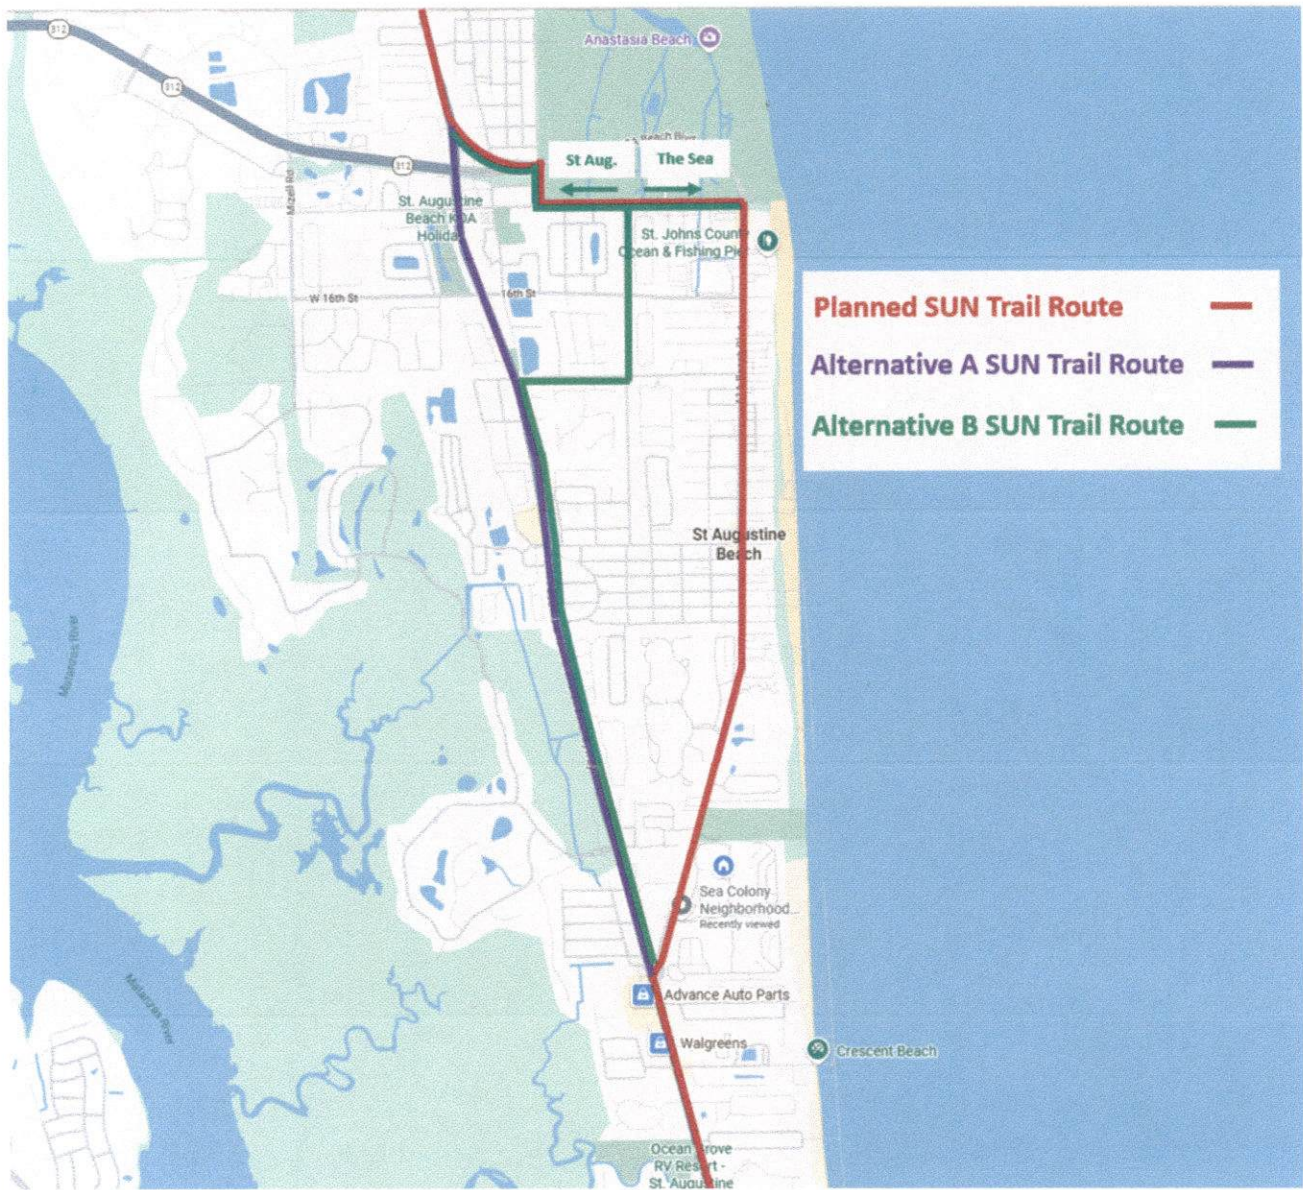 312
Anastasia Beach
312
A1A Beach Blvd
St Aug.
The Sea
312
Mizell Rd
St. Augustine
Beach KOA
Holiday
St. Johns County
Ocean & Fishing Pier
W 16th St
16th St
Planned SUN Trail Route
Alternative A SUN Trail Route
Alternative B SUN Trail Route
St Augustine
Beach
Matanzas River
Sea Colony
Neighborhood...
Recently viewed
Advance Auto Parts
Matanzas River
Walgreens
Crescent Beach
Ocean Grove
RV Resort -
St. Augustine